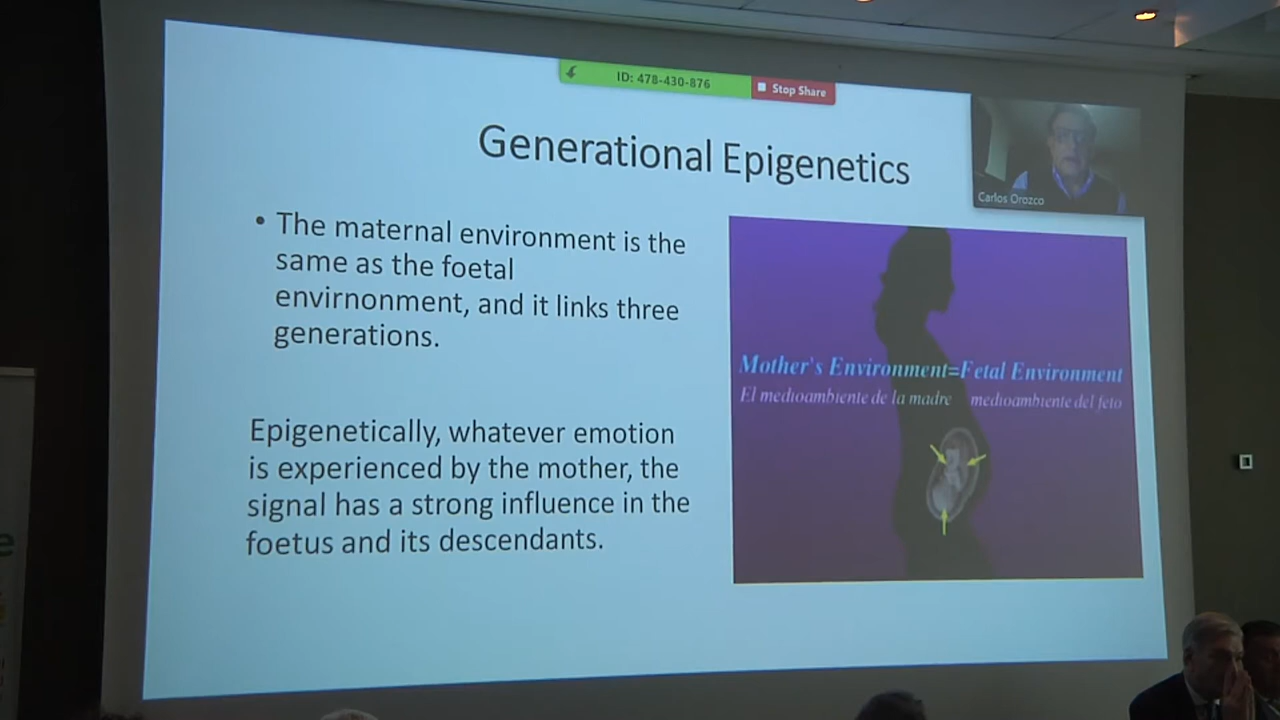 ID: 478-430-876
Stop Share
Generational Epigenetics
Carlos Orozco
• The maternal environment is the
same as the foetal
envirnonment, and it links three
generations.
Epigenetically, whatever emotion
is experienced by the mother, the
signal has a strong influence in the
foetus and its descendants.
Mother's Environment=Fetal Environment
El medioambiente de la madre medioambiente del feto
e